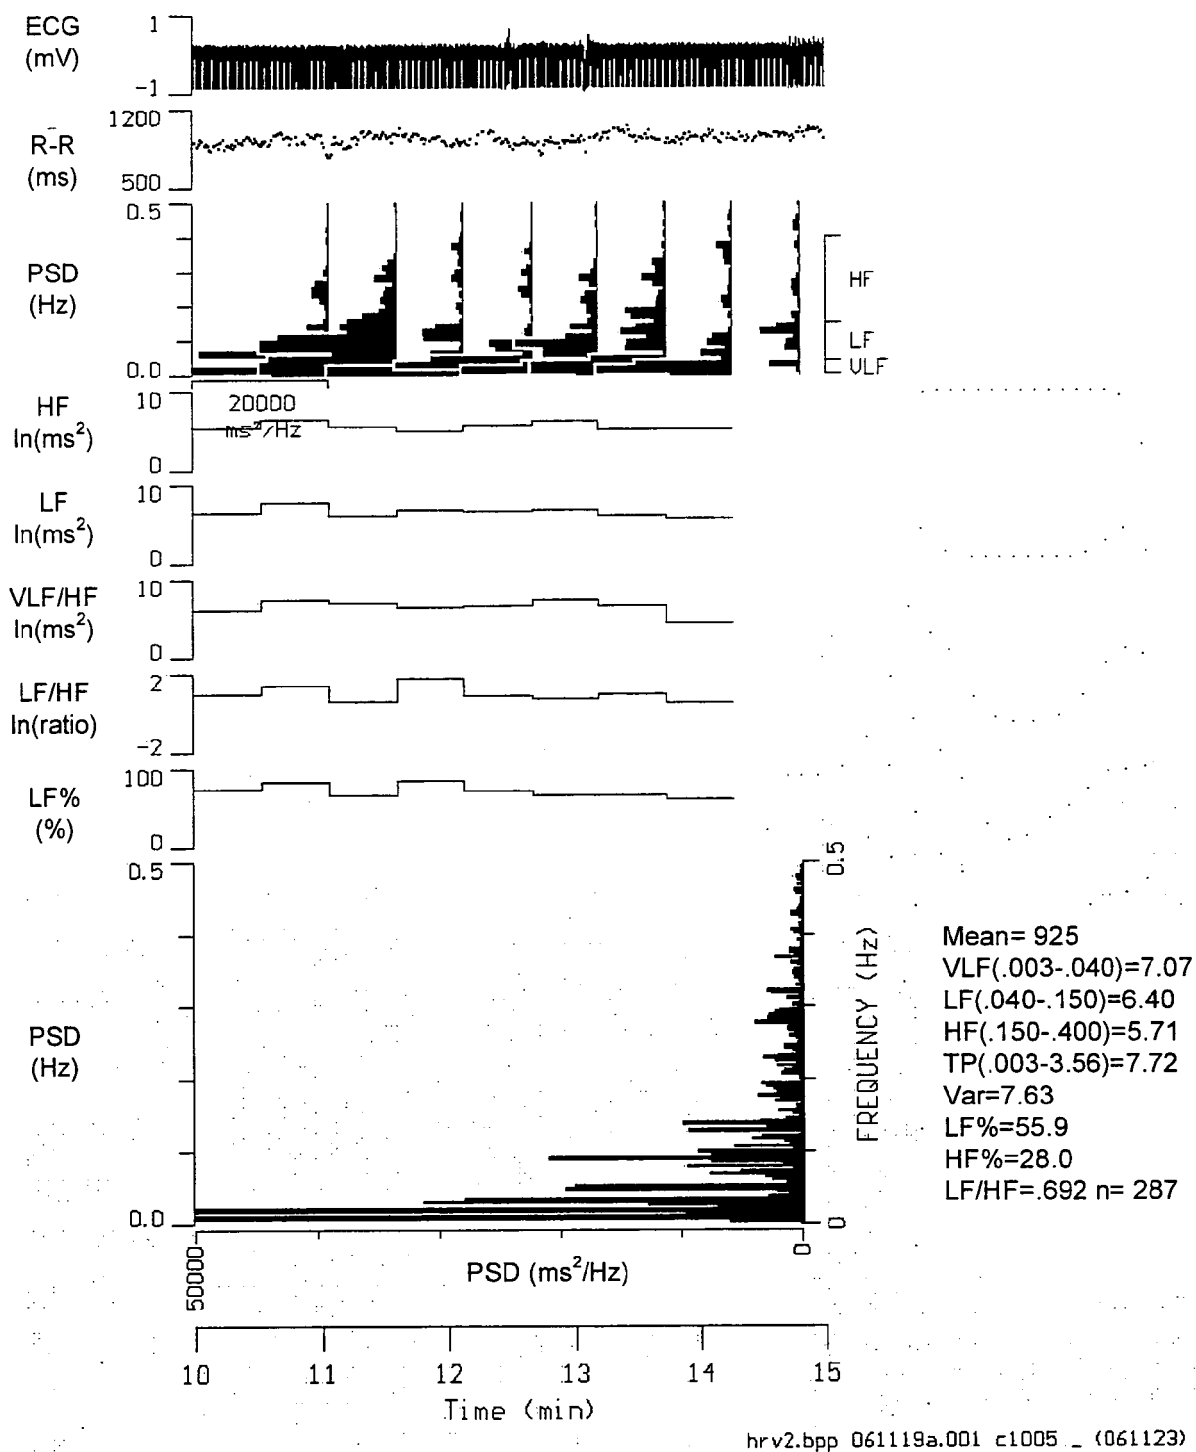 ECG
(mV)
1
-1
R-R
(ms)
1200
500
PSD
(Hz)
0.5
0.0
HF
LF
VLF
HF
ln(ms²)
10
0
20000
ms²/Hz
LF
ln(ms²)
10
0
VLF/HF
ln(ms²)
10
0
LF/HF
ln(ratio)
2
-2
LF%
(%)
100
0
PSD
(Hz)
0.5
0.0
0.5
FREQUENCY (Hz)
0
50000
PSD (ms²/Hz)
0
Mean= 925
VLF(.003-.040)=7.07
LF(.040-.150)=6.40
HF(.150-.400)=5.71
TP(.003-3.56)=7.72
Var=7.63
LF%=55.9
HF%=28.0
LF/HF=.692 n= 287
10 11 12 13 14 15
Time (min)
hrv2.bpp 061119a.001 c1005 _ (061123)